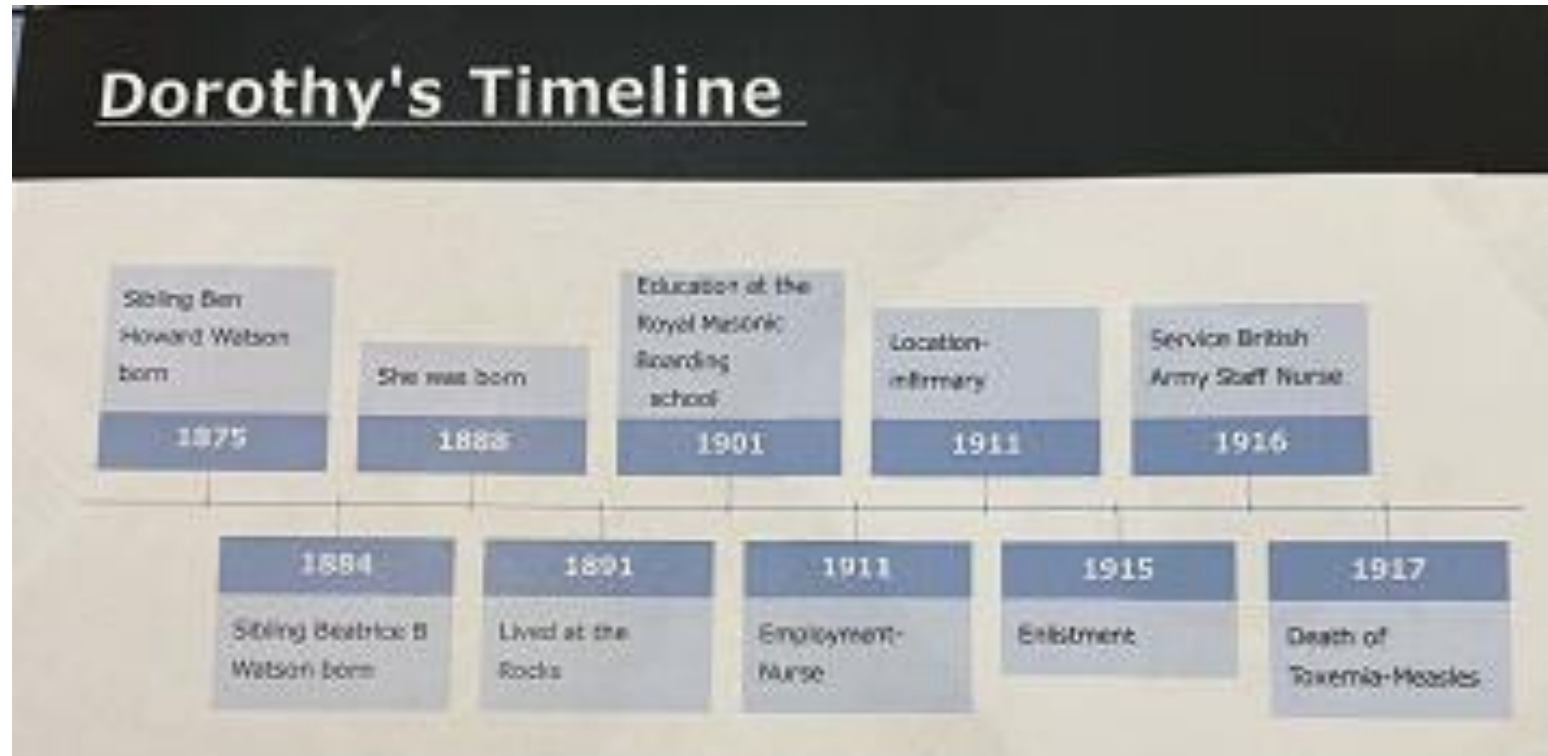 Dorothy's Timeline
Sibling Ben
Howard Watson
born
1875
1884
Sibling Beatrice B
Watson born
She was born
1888
1891
Lived at the
Rocks
Education at the
Royal Masonic
Boarding
school
1901
1911
Employment-
Nurse
Location-
infirmary
1911
1915
Enlistment
Service British
Army Staff Nurse
1916
1917
Death of
Toxemia-Measles